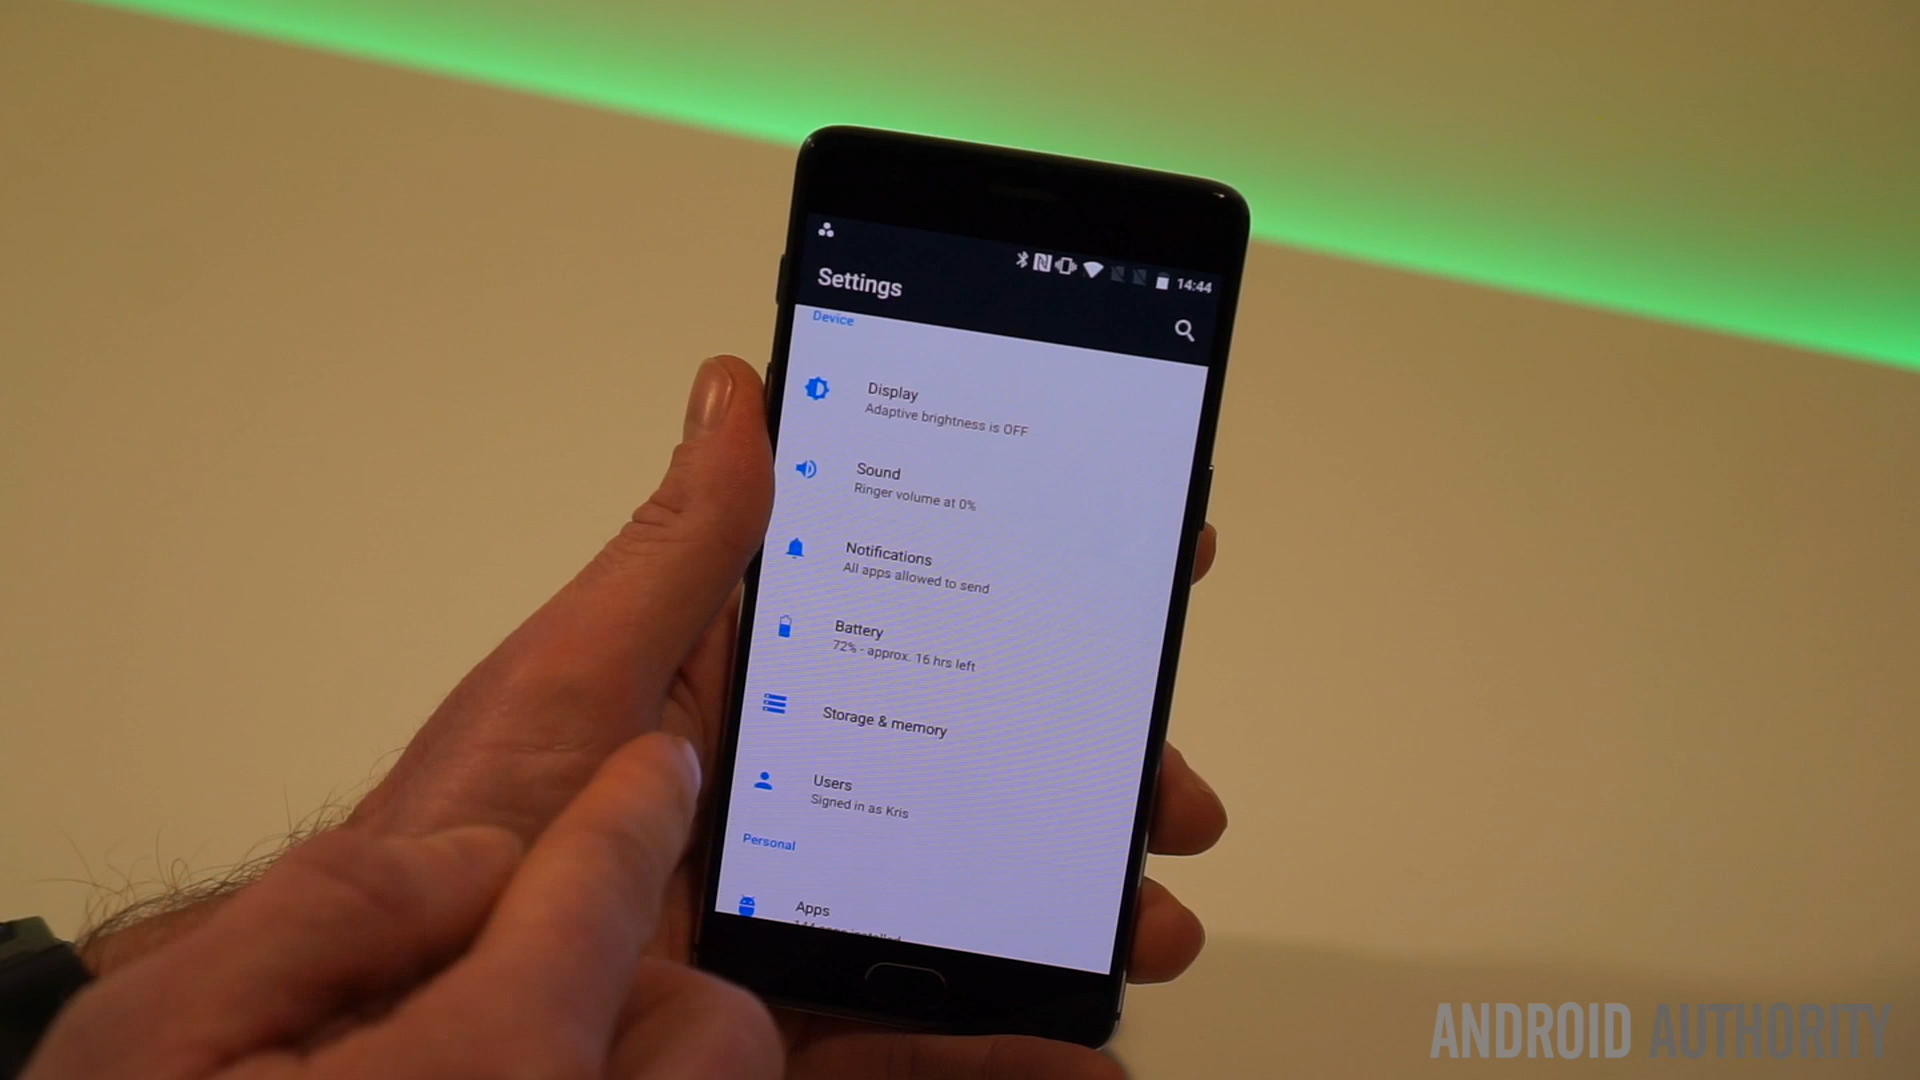 14:44
Settings
Device
Display
Adaptive brightness is OFF
Sound
Ringer volume at 0%
Notifications
All apps allowed to send
Battery
72% - approx. 16 hrs left
Storage & memory
Users
Signed in as Kris
Personal
Apps
ANDROID AUTHORITY